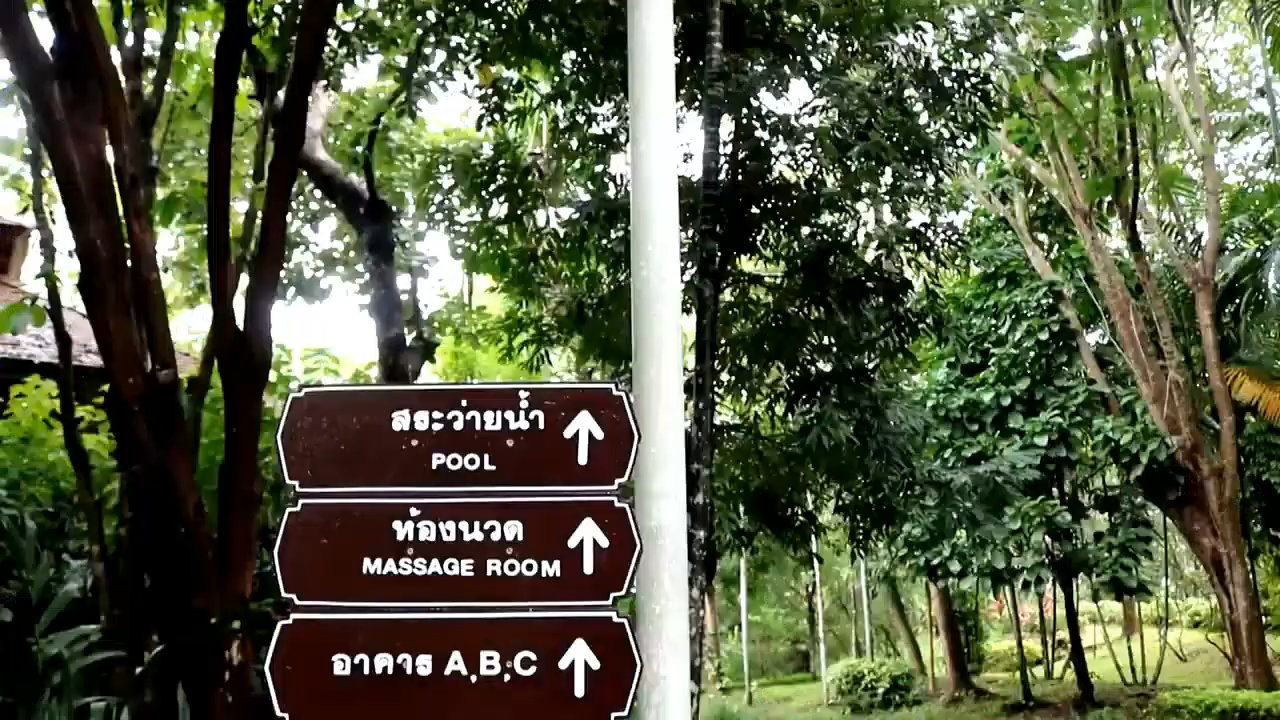 สระว่ายน้ำ
POOL
ห้องนวด
MASSAGE ROOM
อาคาร A,B,C